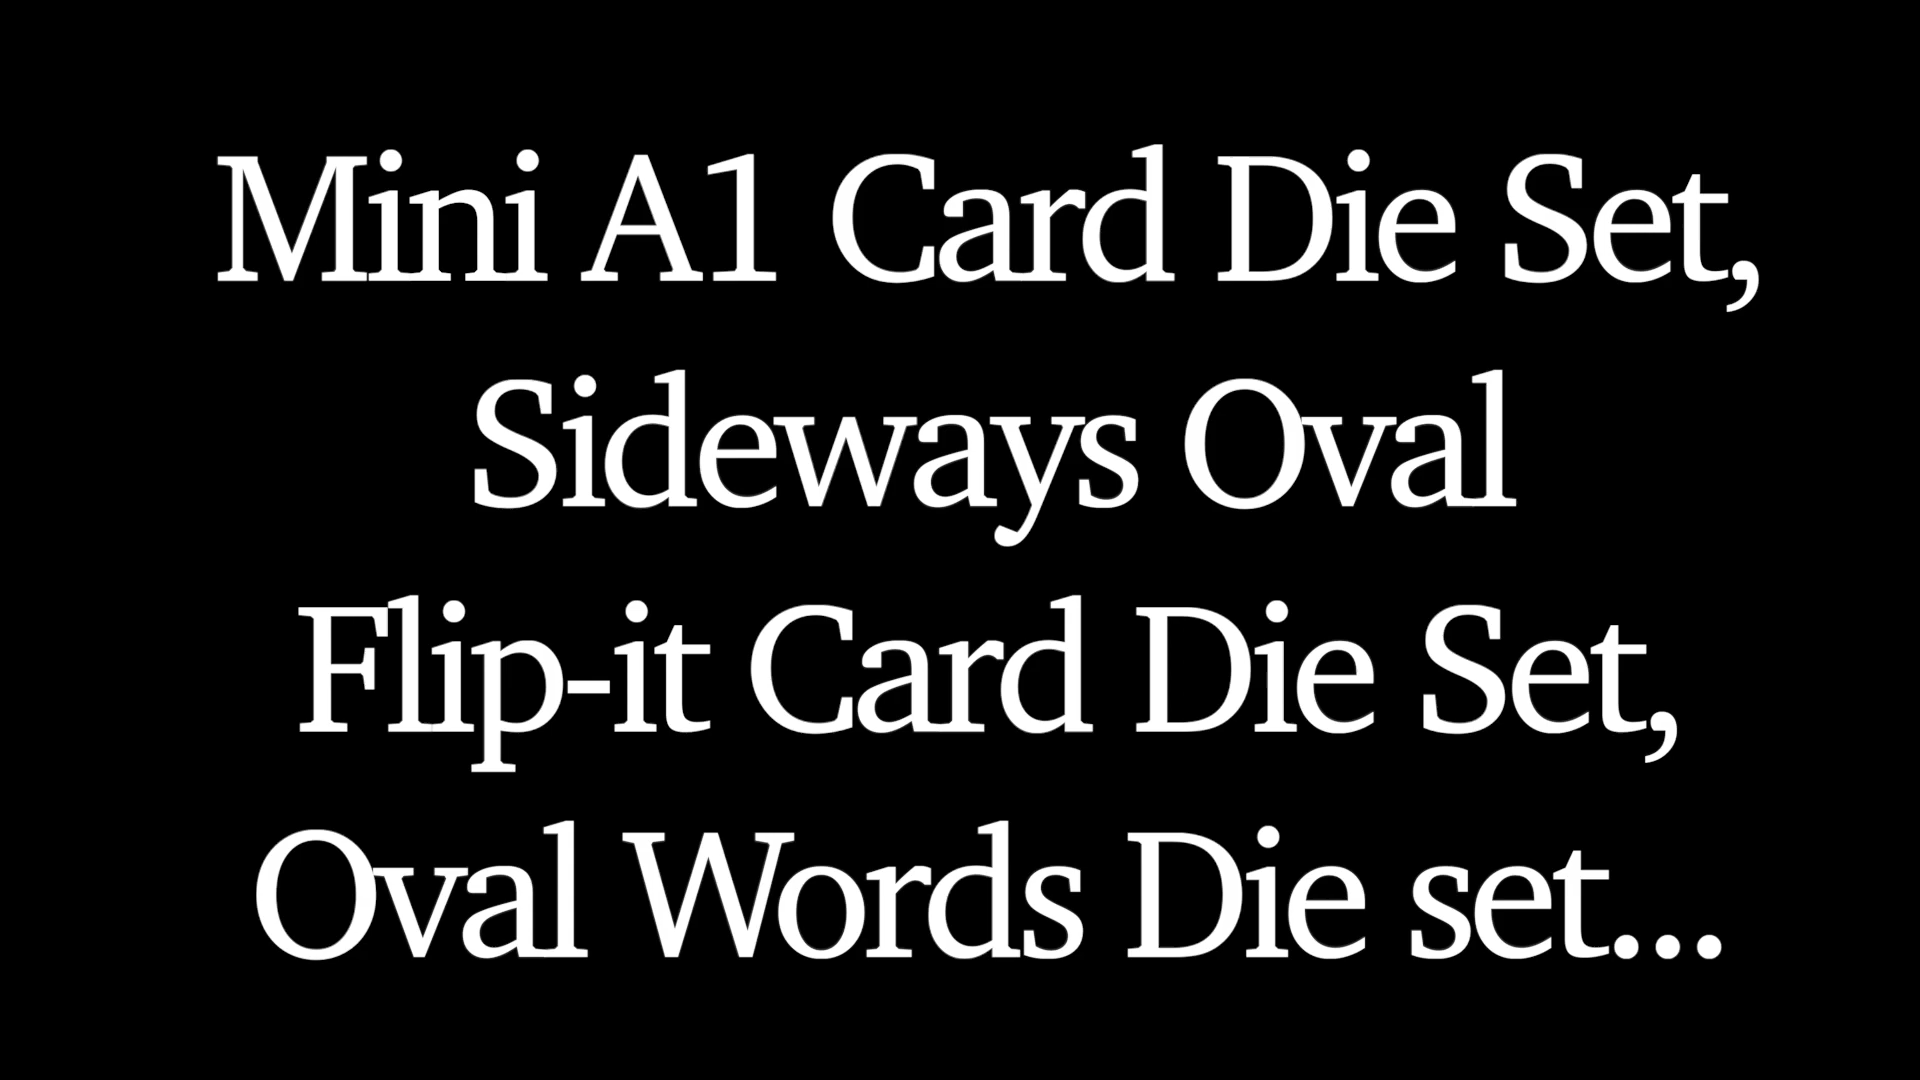 Mini A1 Card Die Set,
Sideways Oval
Flip-it Card Die Set,
Oval Words Die set...